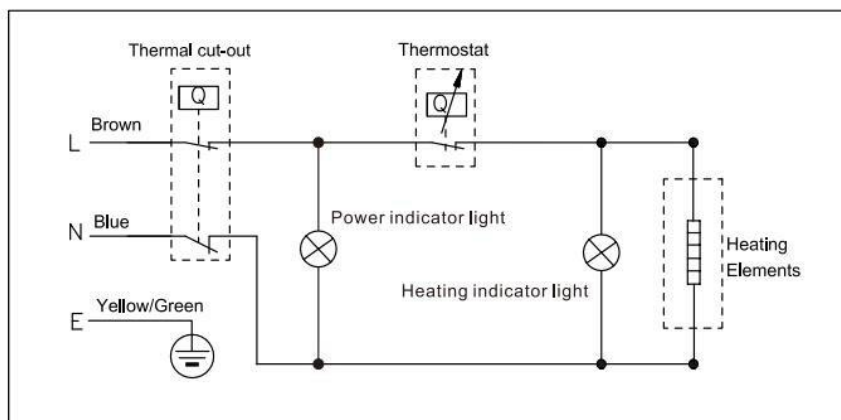 Thermal cut-out
Thermostat
Q
Q
L
Brown
N
Blue
Power indicator light
Heating
Elements
Heating indicator light
E
Yellow/Green